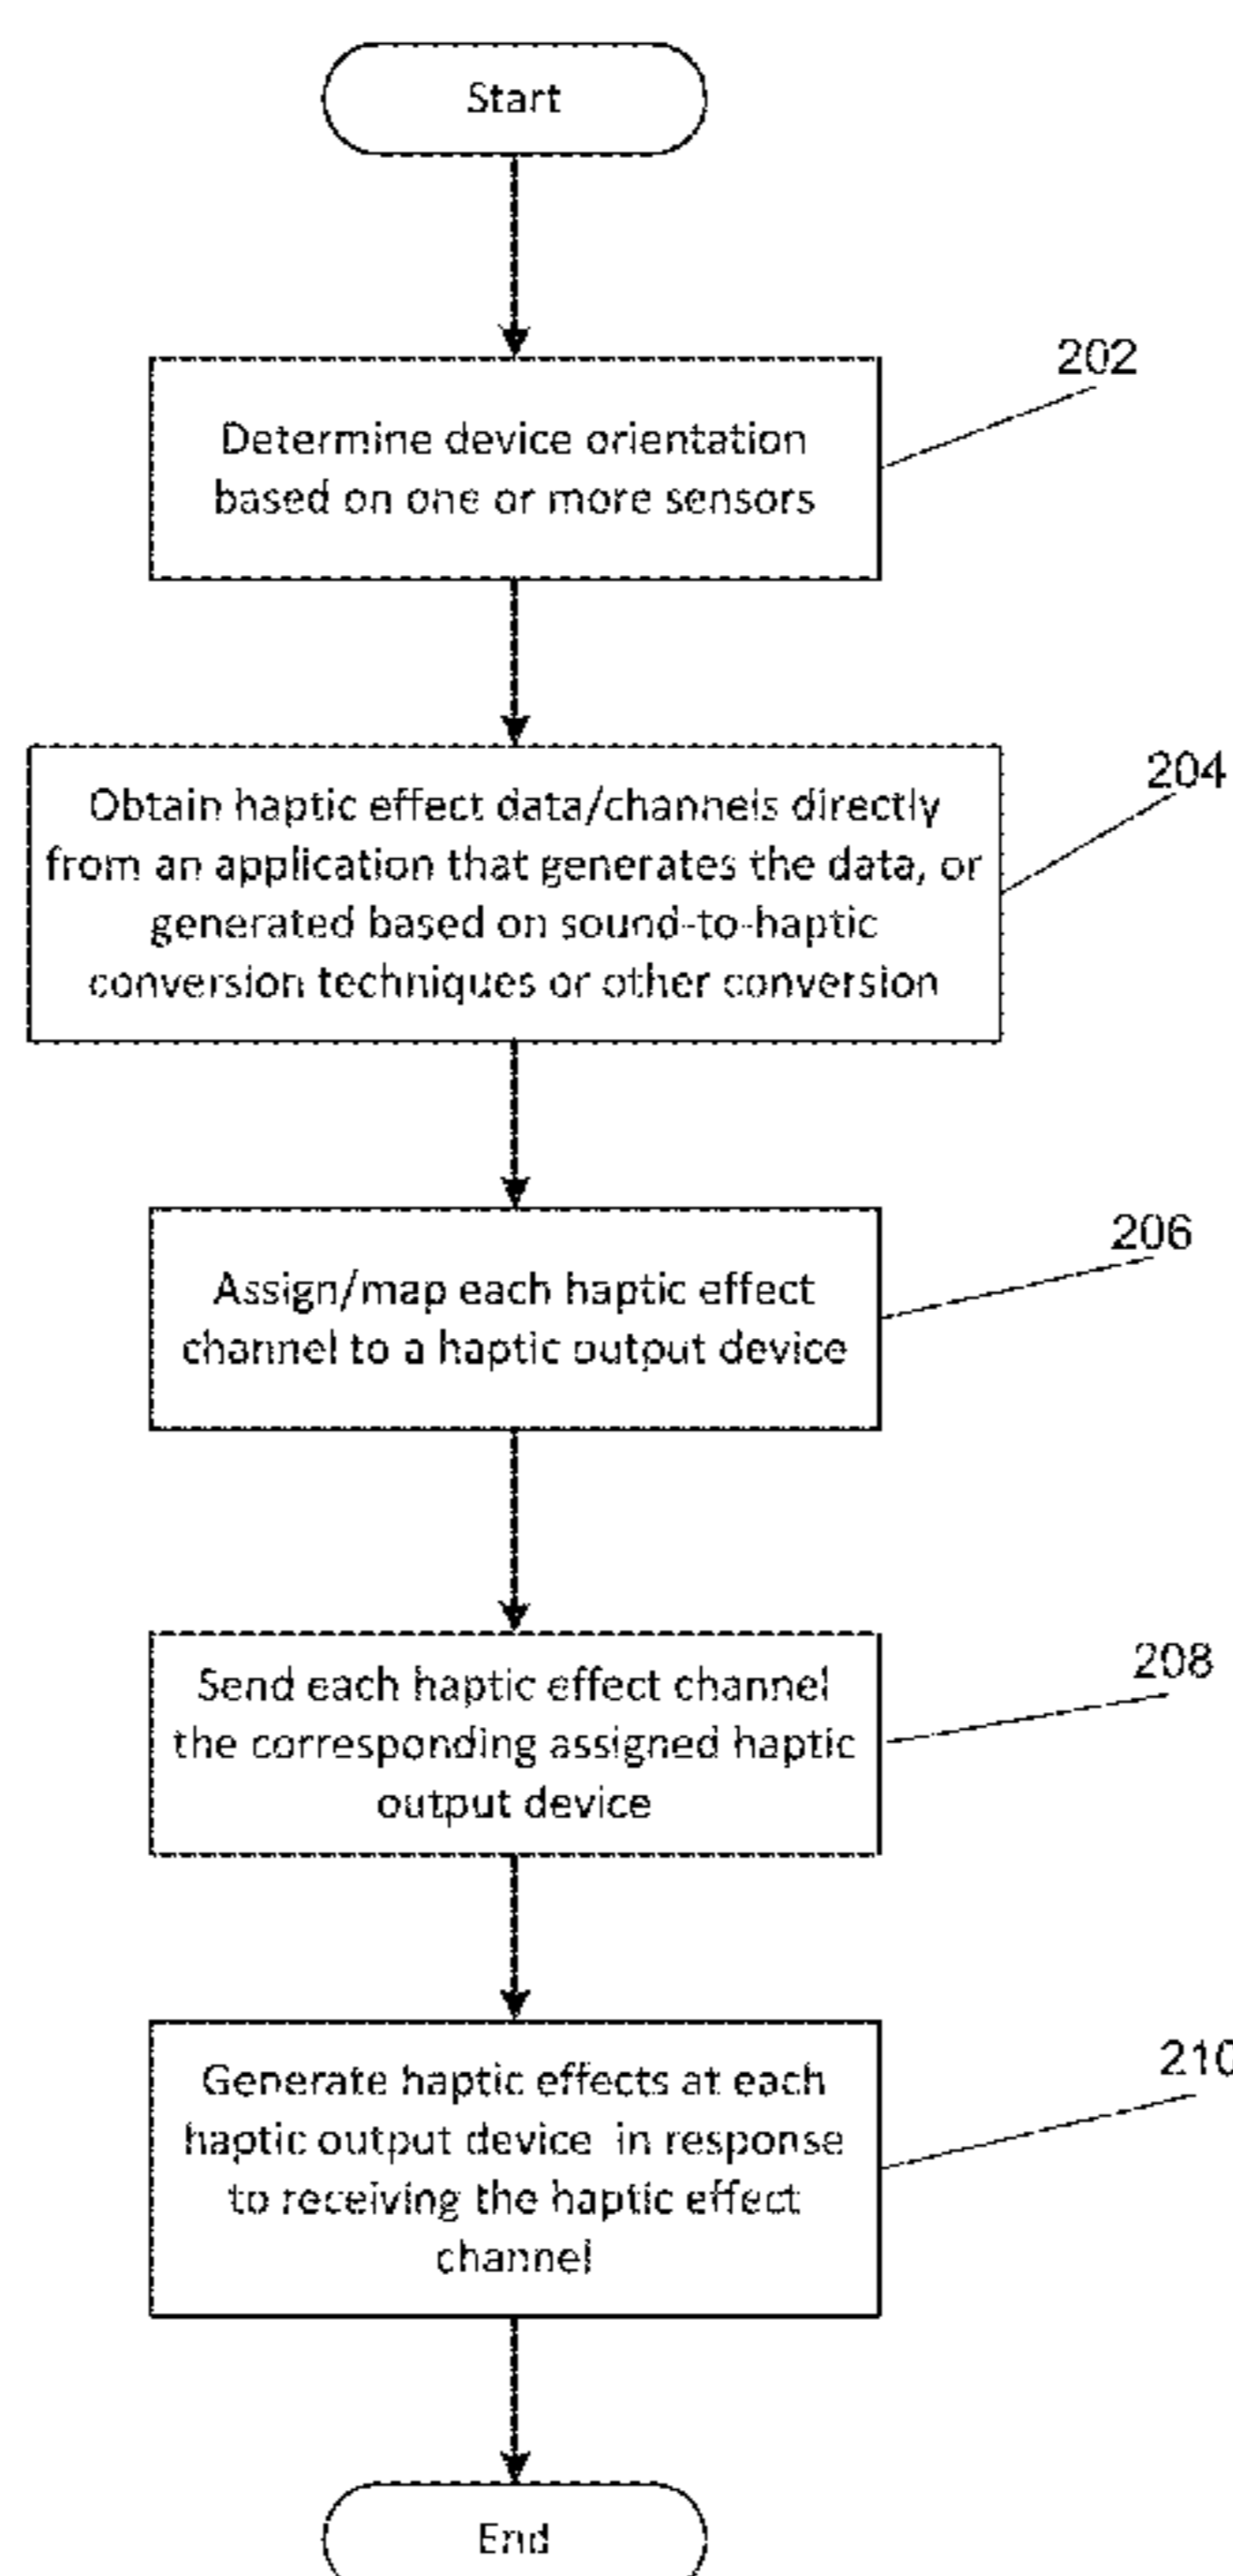 Start
202
Determine device orientation
based on one or more sensors
204
Obtain haptic effect data/channels directly
from an application that generates the data, or
generated based on sound-to-haptic
conversion techniques or other conversion
206
Assign/map each haptic effect
channel to a haptic output device
208
Send each haptic effect channel
the corresponding assigned haptic
output device
210
Generate haptic effects at each
haptic output device in response
to receiving the haptic effect
channel
End